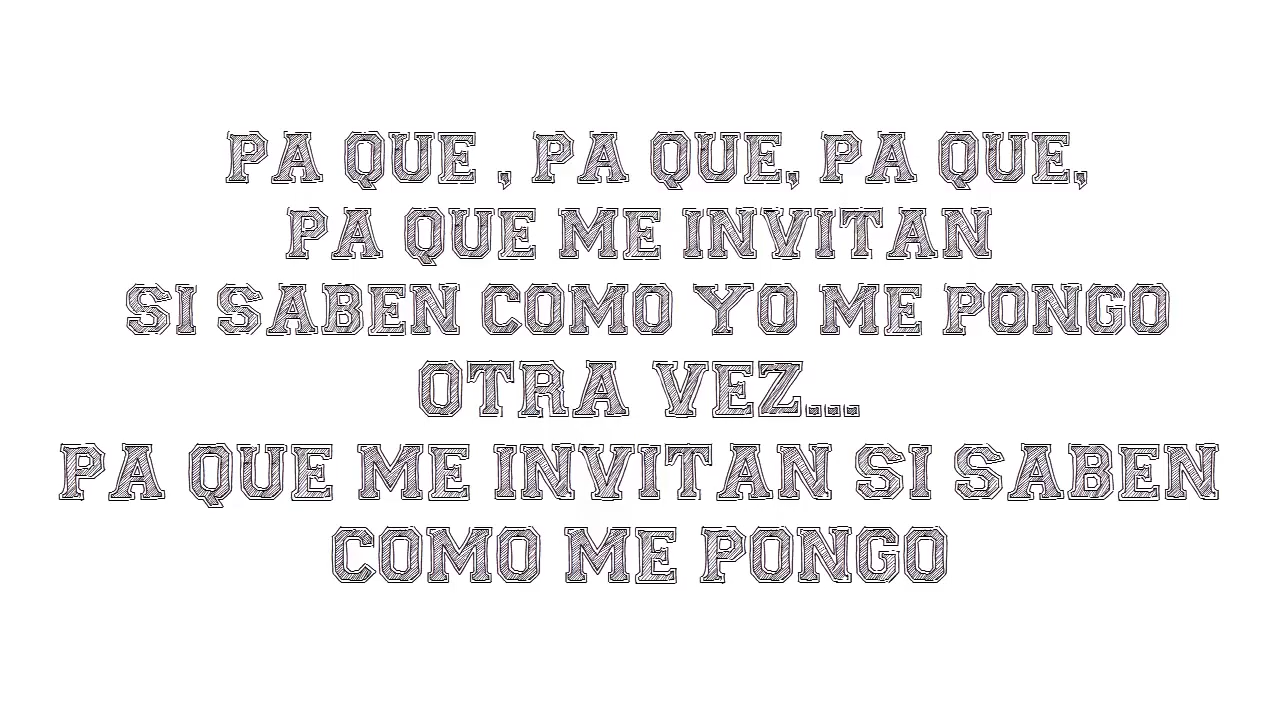 PA QUE , PA QUE, PA QUE,
PA QUE ME INVITAN
SI SABEN COMO YO ME PONGO
OTRA VEZ...
PA QUE ME INVITAN SI SABEN
COMO ME PONGO